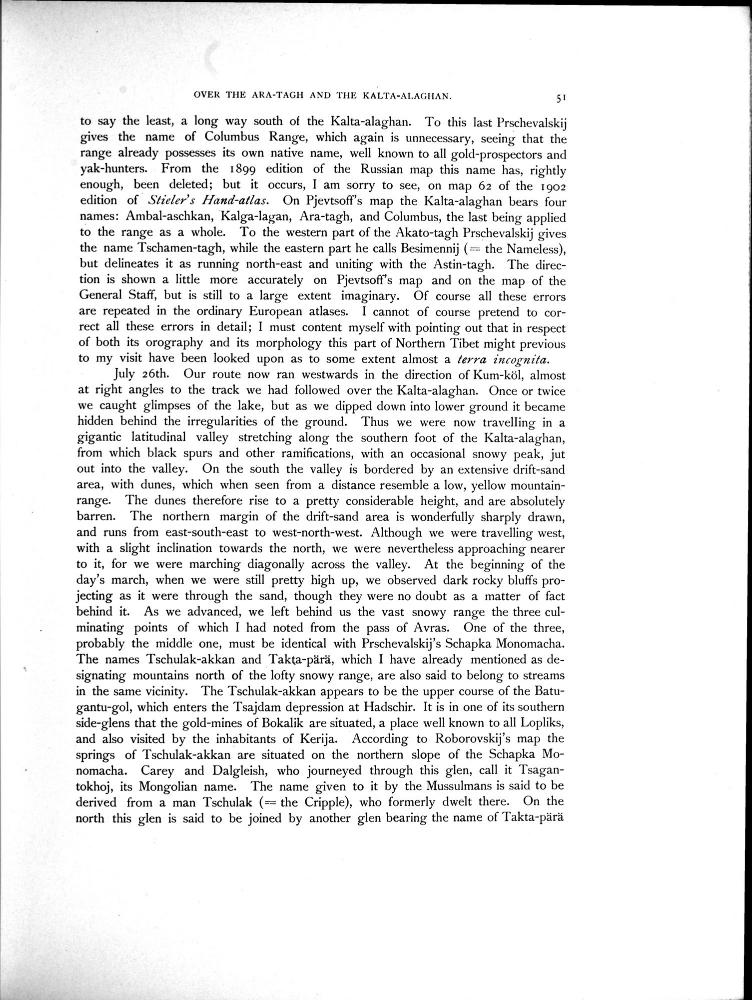 OVER THE ARA-TAGH AND THE KALTA-ALAGHAN. 51
to say the least, a long way south of the Kalta-alaghan. To this last Prschevalskij
gives the name of Columbus Range, which again is unnecessary, seeing that the
range already possesses its own native name, well known to all gold-prospectors and
yak-hunters. From the 1899 edition of the Russian map this name has, rightly
enough, been deleted; but it occurs, I am sorry to see, on map 62 of the 1902
edition of Stieler's Hand-atlas. On Pjevtsoff's map the Kalta-alaghan bears four
names: Ambal-aschkan, Kalga-lagan, Ara-tagh, and Columbus, the last being applied
to the range as a whole. To the western part of the Akato-tagh Prschevalskij gives
the name Tschamen-tagh, while the eastern part he calls Besimennij (= the Nameless),
but delineates it as running north-east and uniting with the Astin-tagh. The direc-
tion is shown a little more accurately on Pjevtsoff's map and on the map of the
General Staff, but is still to a large extent imaginary. Of course all these errors
are repeated in the ordinary European atlases. I cannot of course pretend to cor-
rect all these errors in detail; I must content myself with pointing out that in respect
of both its orography and its morphology this part of Northern Tibet might previous
to my visit have been looked upon as to some extent almost a terra incognita.
July 26th. Our route now ran westwards in the direction of Kum-köl, almost
at right angles to the track we had followed over the Kalta-alaghan. Once or twice
we caught glimpses of the lake, but as we dipped down into lower ground it became
hidden behind the irregularities of the ground. Thus we were now travelling in a
gigantic latitudinal valley stretching along the southern foot of the Kalta-alaghan,
from which black spurs and other ramifications, with an occasional snowy peak, jut
out into the valley. On the south the valley is bordered by an extensive drift-sand
area, with dunes, which when seen from a distance resemble a low, yellow mountain-
range. The dunes therefore rise to a pretty considerable height, and are absolutely
barren. The northern margin of the drift-sand area is wonderfully sharply drawn,
and runs from east-south-east to west-north-west. Although we were travelling west,
with a slight inclination towards the north, we were nevertheless approaching nearer
to it, for we were marching diagonally across the valley. At the beginning of the
day's march, when we were still pretty high up, we observed dark rocky bluffs pro-
jecting as it were through the sand, though they were no doubt as a matter of fact
behind it. As we advanced, we left behind us the vast snowy range the three cul-
minating points of which I had noted from the pass of Avras. One of the three,
probably the middle one, must be identical with Prschevalskij's Schapka Monomacha.
The names Tschulak-akkan and Takta-pärä, which I have already mentioned as de-
signating mountains north of the lofty snowy range, are also said to belong to streams
in the same vicinity. The Tschulak-akkan appears to be the upper course of the Batu-
gantu-gol, which enters the Tsajdam depression at Hadschir. It is in one of its southern
side-glens that the gold-mines of Bokalik are situated, a place well known to all Lopliks,
and also visited by the inhabitants of Kerija. According to Roborovskij's map the
springs of Tschulak-akkan are situated on the northern slope of the Schapka Mo-
nomacha. Carey and Dalgleish, who journeyed through this glen, call it Tsagan-
tokhoj, its Mongolian name. The name given to it by the Mussulmans is said to be
derived from a man Tschulak (= the Cripple), who formerly dwelt there. On the
north this glen is said to be joined by another glen bearing the name of Takta-pärä